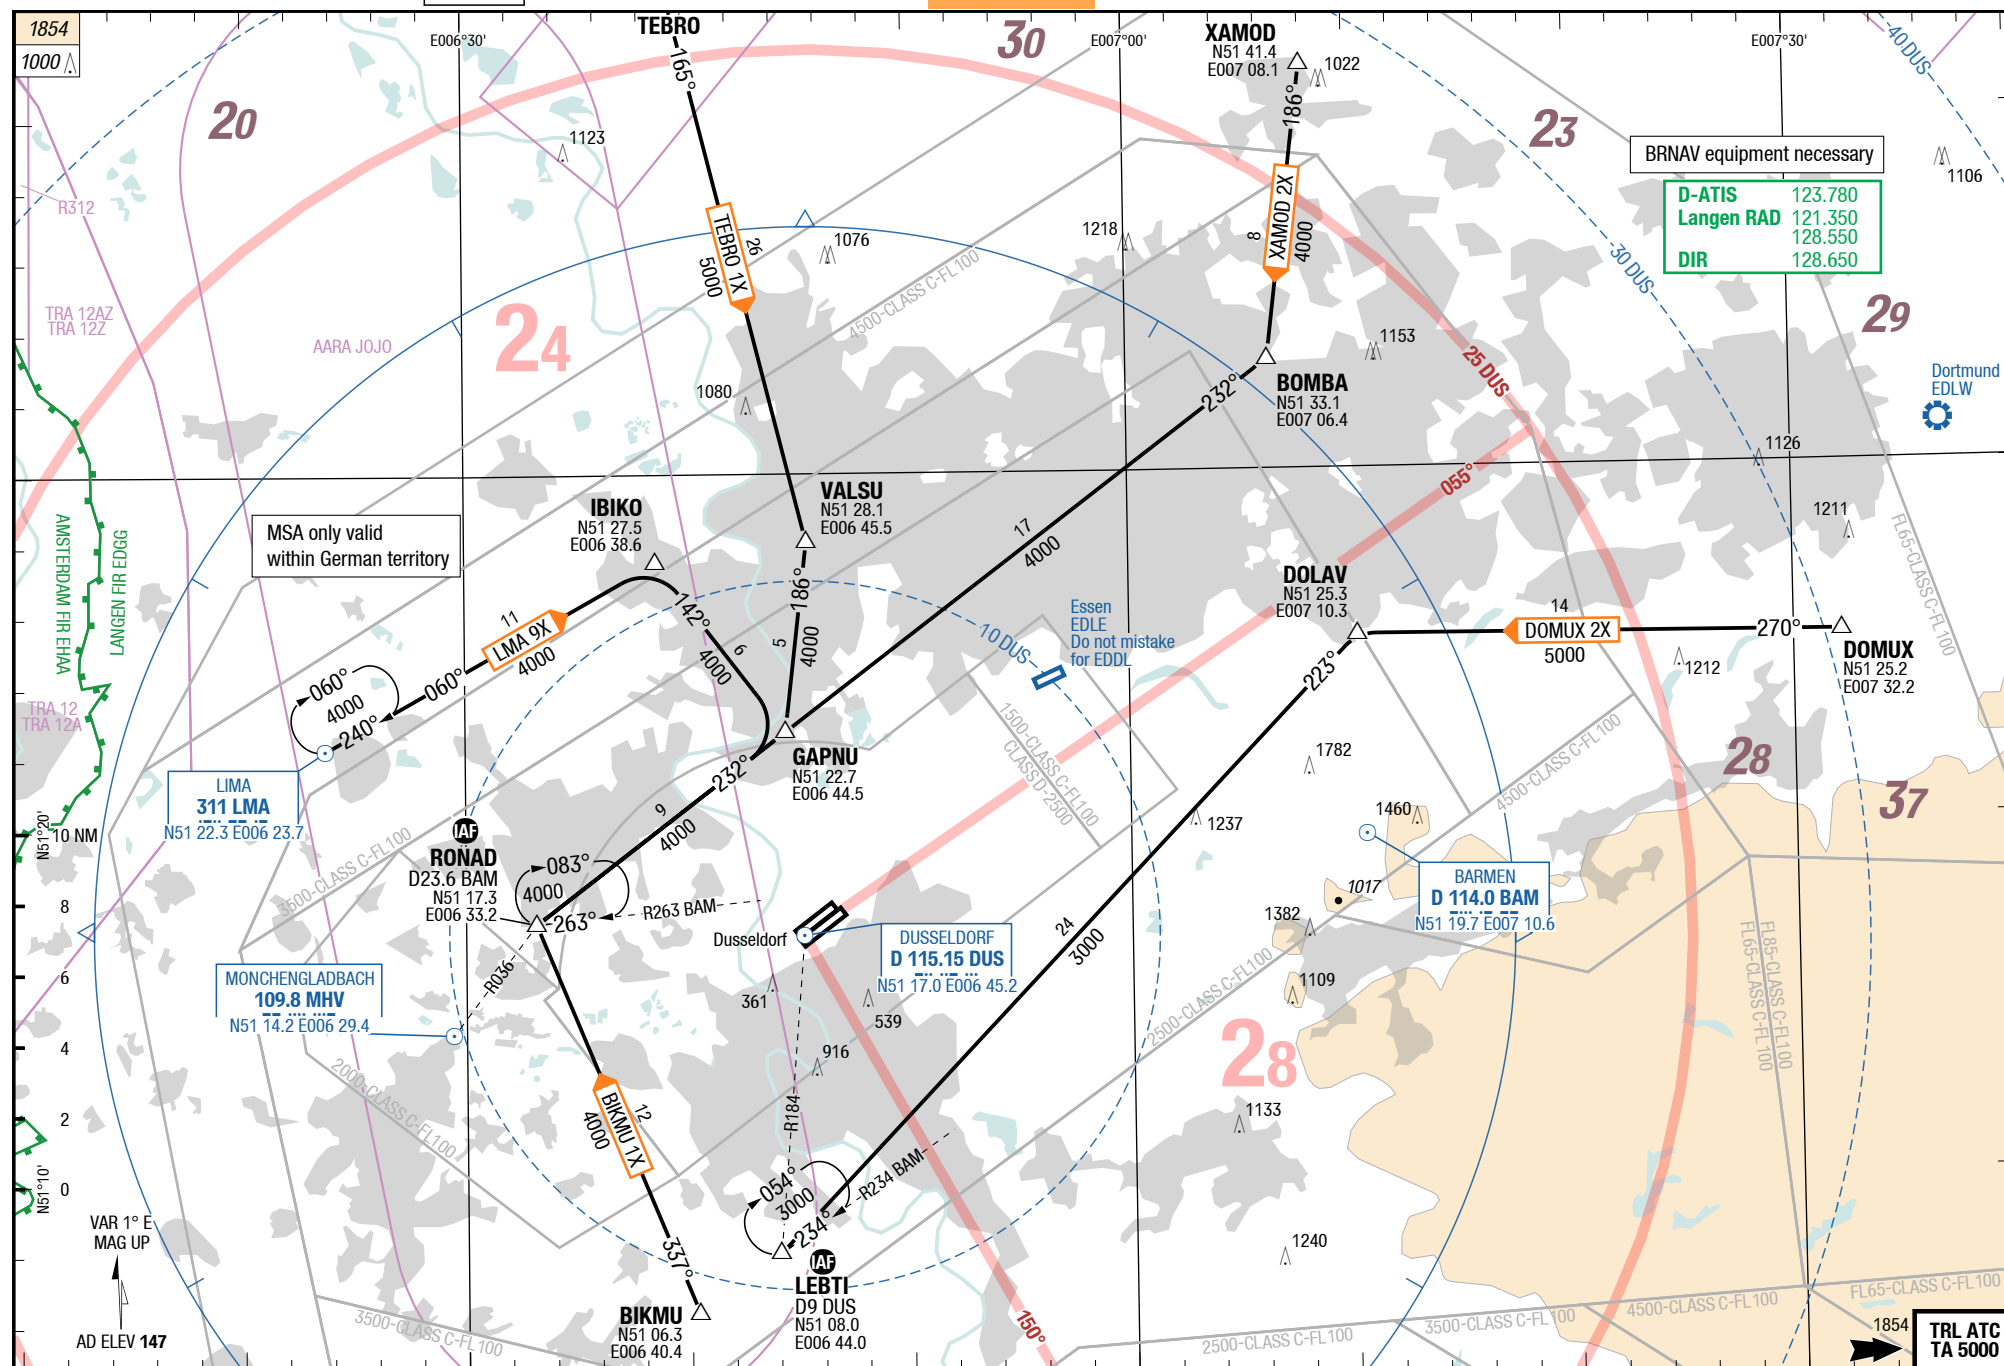 1854
1000
E006°30'
TEBRO
165°
30
E007°00'
XAMOD
N51 41.4
E007 08.1
1022
186°
E007°30'
40 DUS
20
1123
23
BRNAV equipment necessary
1106
D-ATIS 123.780
Langen RAD 121.350
128.550
DIR 128.650
R312
TEBRO 1X
26
5000
1076
1218
XAMOD 2X
8
4000
30 DUS
29
TRA 12AZ
TRA 12Z
AARA JOJO
24
4500-CLASS C-FL100
1153
25 DUS
Dortmund
EDLW
1080
232°
BOMBA
N51 33.1
E007 06.4
1126
055°
IBIKO
N51 27.5
E006 38.6
VALSU
N51 28.1
E006 45.5
17
4000
1211
MSA only valid
within German territory
AMSTERDAM FIR EHAA
LANGEN FIR EDGG
FL65-CLASS C-FL100
DOLAV
N51 25.3
E007 10.3
11
LMA 9X
4000
142°
6
4000
186°
5
4000
Essen
EDLE
Do not mistake
for EDDL
10 DUS
14
DOMUX 2X
5000
270°
DOMUX
N51 25.2
E007 32.2
1212
060°
4000
240°
060°
223°
TRA 12
TRA 12A
1500-CLASS C-FL100
CLASS D-2500
4500-CLASS C-FL100
1782
28
37
LIMA
311 LMA
N51 22.3 E006 23.7
232°
GAPNU
N51 22.7
E006 44.5
9
4000
1237
1460
N51°20'
10 NM
3500-CLASS C-FL100
IAF
RONAD
D23.6 BAM
N51 17.3
E006 33.2
083°
4000
263°
R263 BAM
BARMEN
D 114.0 BAM
N51 19.7 E007 10.6
1017
1382
8
Dusseldorf
DUSSELDORF
D 115.15 DUS
N51 17.0 E006 45.2
24
3000
FL85-CLASS C-FL100
FL65-CLASS C-FL100
6
MONCHENGLADBACH
109.8 MHV
N51 14.2 E006 29.4
R036
361
539
1109
2500-CLASS C-FL100
4
916
28
2000-CLASS C-FL100
BIKMU 1X
12
4000
R184
1133
2
R234 BAM
054°
3000
234°
0
N51°10'
VAR 1° E
MAG UP
337°
IAF
LEBTI
D9 DUS
N51 08.0
E006 44.0
1240
BIKMU
N51 06.3
E006 40.4
AD ELEV 147
3500-CLASS C-FL100
150°
2500-CLASS C-FL100
3500-CLASS C-FL100
4500-CLASS C-FL100
FL65-CLASS C-FL100
1854
TRL ATC
TA 5000